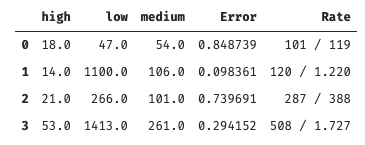 high low medium Error Rate
0 18.0 47.0 54.0 0.848739 101 / 119
1 14.0 1100.0 106.0 0.098361 120 / 1.220
2 21.0 266.0 101.0 0.739691 287 / 388
3 53.0 1413.0 261.0 0.294152 508 / 1.727